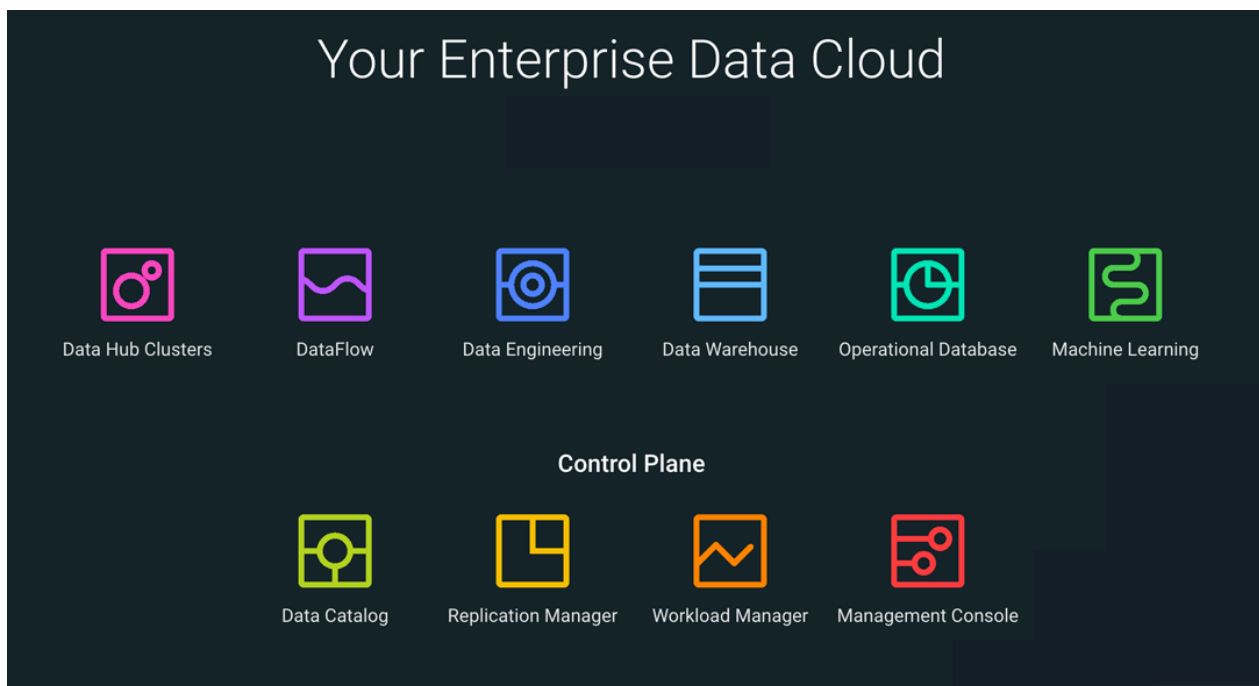 Your Enterprise Data Cloud
Data Hub Clusters
DataFlow
Data Engineering
Data Warehouse
Operational Database
Machine Learning
Control Plane
Data Catalog
Replication Manager
Workload Manager
Management Console